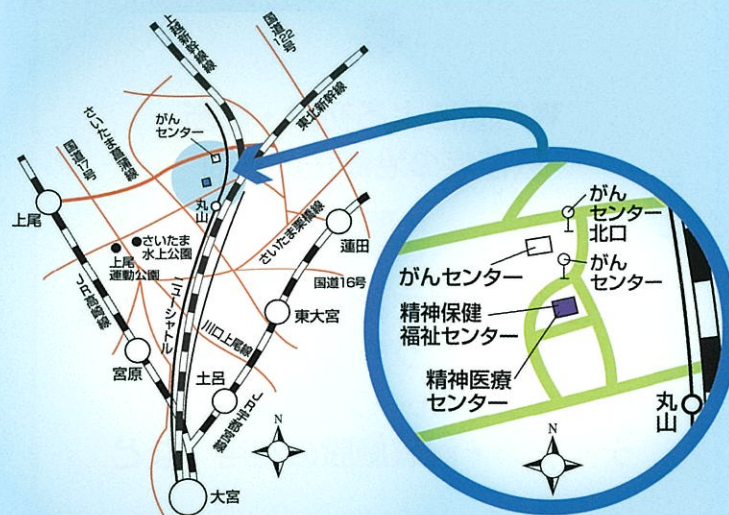 上越新幹線
国道122号
東北新幹線
さいたま菖蒲線
国道17号
がん
センター
上尾
丸山
さいたま
水上公園
上尾
運動公園
さいたま栗橋線
蓮田
国道16号
JR高崎線
ニューシャトル
東大宮
川口上尾線
宮原
土呂
JR宇都宮線
N
大宮
がん
センター
北口
がんセンター
がん
センター
精神保健
福祉センター
精神医療
センター
丸山
N